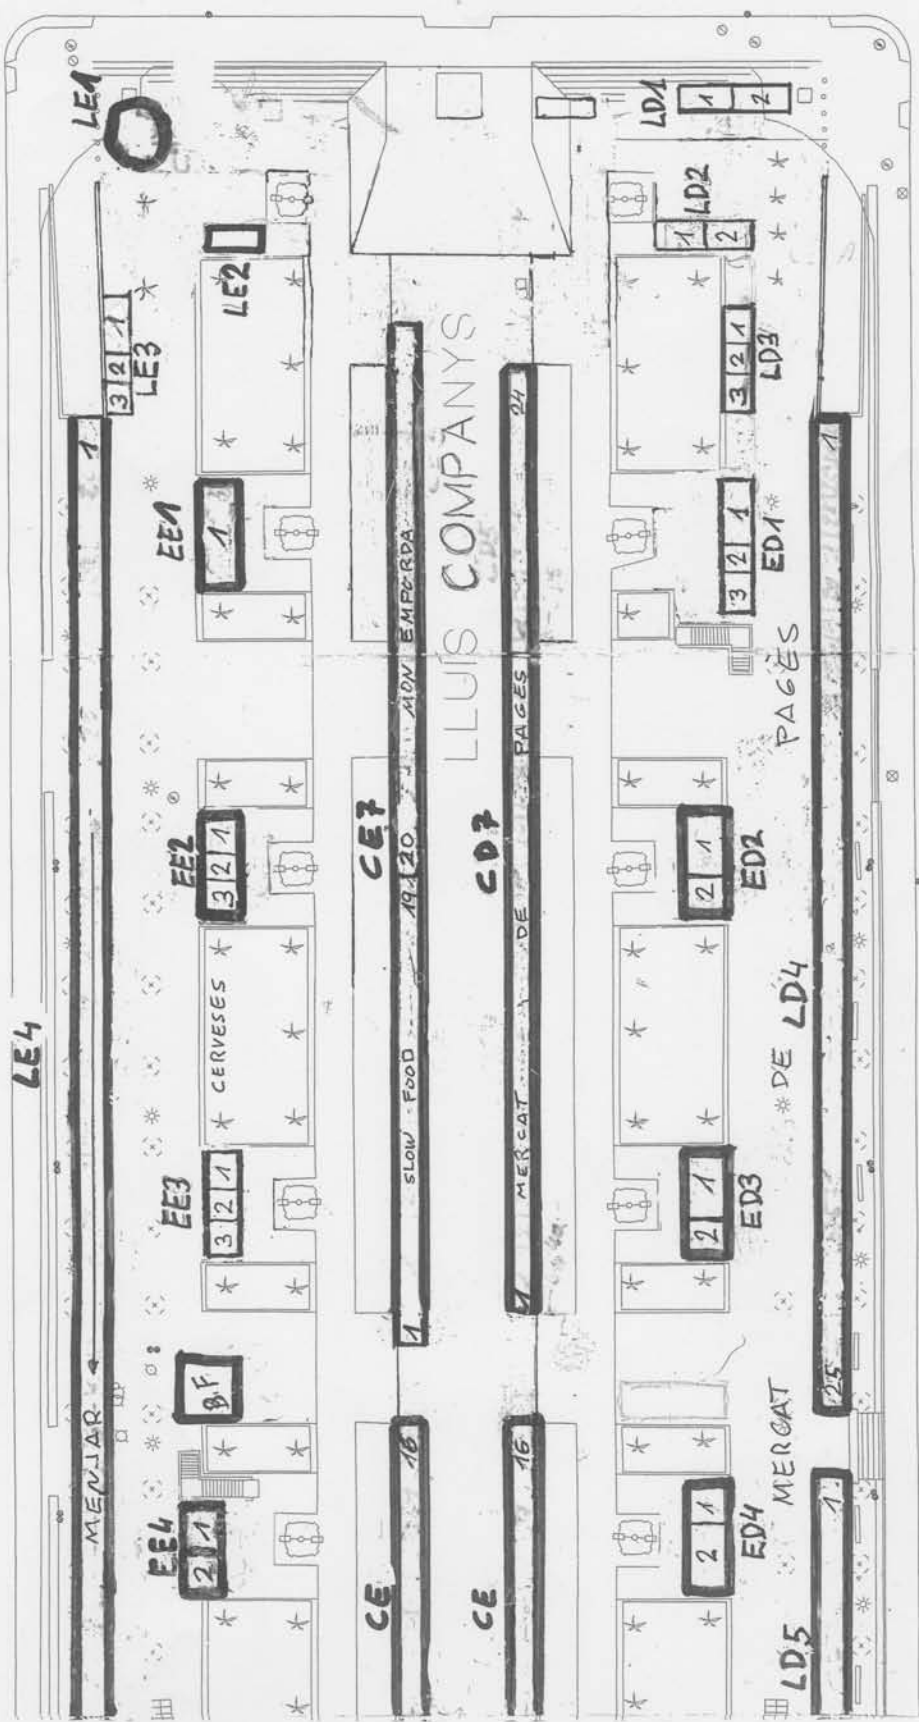 LE1
LD1
1 2
LD2
1 2
LE2
3 2 1
LE3
3 2 1
LD3
1
24
1
EE1
1
LLUÍS COMPANYS
3 2 1
ED1
MON EMPORDA
PAGÈS
CE7
SLOW FOOD 19 20
CD7
MERCAT DE PAGES
EE2
3 2 1
2 1
ED2
LE4
CERVESES
DE
LD4
EE3
3 2 1
2 1
ED3
1
1
25
B.F
MENJAR
MERCAT
16
16
1
EE4
2 1
2 1
ED4
CE
CE
LD5